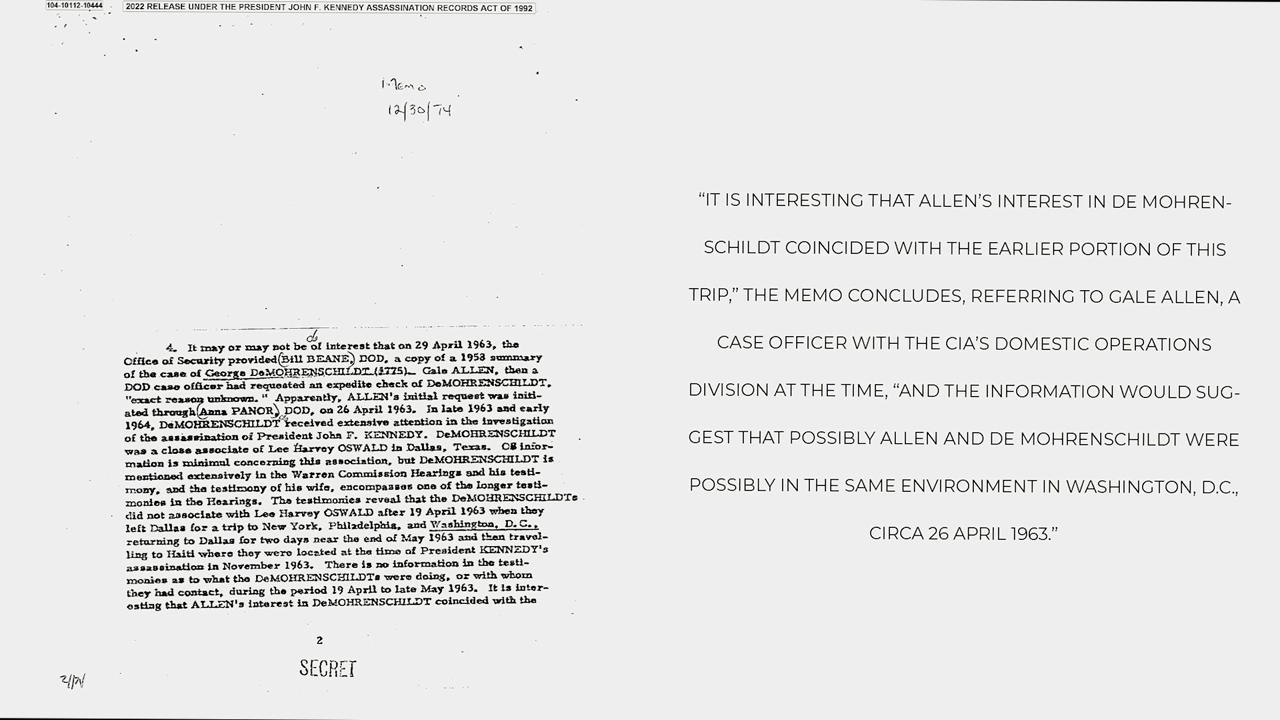 104-10112-10444
2022 RELEASE UNDER THE PRESIDENT JOHN F. KENNEDY ASSASSINATION RECORDS ACT OF 1992
Memo
12/30/74
4. It may or may not be of interest that on 29 April 1963, the
Office of Security provided (Bill BEANE,) DOD, a copy of a 1958 summary
of the case of George DeMOHRENSCHILDT (1775). Gale ALLEN, then a
DOD case officer had requested an expedite check of DeMOHRENSCHILDT,
"exact reason unknown." Apparently, ALLEN's initial request was initi-
ated through (Anna PANOR,) DOD, on 26 April 1963. In late 1963 and early
1964, DeMOHRENSCHILDT received extensive attention in the investigation
of the assassination of President John F. KENNEDY. DeMOHRENSCHILDT
was a close associate of Lee Harvey OSWALD in Dallas, Texas. OS infor-
mation is minimul concerning this association, but DeMOHRENSCHILDT is
mentioned extensively in the Warren Commission Hearings and his testi-
mony, and the testimony of his wife, encompasses one of the longer testi-
monies in the Hearings. The testimonies reveal that the DeMOHRENSCHILDTs
did not associate with Lee Harvey OSWALD after 19 April 1963 when they
left Dallas for a trip to New York, Philadelphia, and Washington, D.C.,
returning to Dallas for two days near the end of May 1963 and then travel-
ling to Haiti where they were located at the time of President KENNEDY's
assassination in November 1963. There is no information in the testi-
monies as to what the DeMOHRENSCHILDTs were doing, or with whom
they had contact, during the period 19 April to late May 1963. It is inter-
esting that ALLEN's interest in DeMOHRENSCHILDT coincided with the
2
SECRET
“IT IS INTERESTING THAT ALLEN’S INTEREST IN DE MOHREN-
SCHILDT COINCIDED WITH THE EARLIER PORTION OF THIS
TRIP,” THE MEMO CONCLUDES, REFERRING TO GALE ALLEN, A
CASE OFFICER WITH THE CIA’S DOMESTIC OPERATIONS
DIVISION AT THE TIME, “AND THE INFORMATION WOULD SUG-
GEST THAT POSSIBLY ALLEN AND DE MOHRENSCHILDT WERE
POSSIBLY IN THE SAME ENVIRONMENT IN WASHINGTON, D.C.,
CIRCA 26 APRIL 1963.”